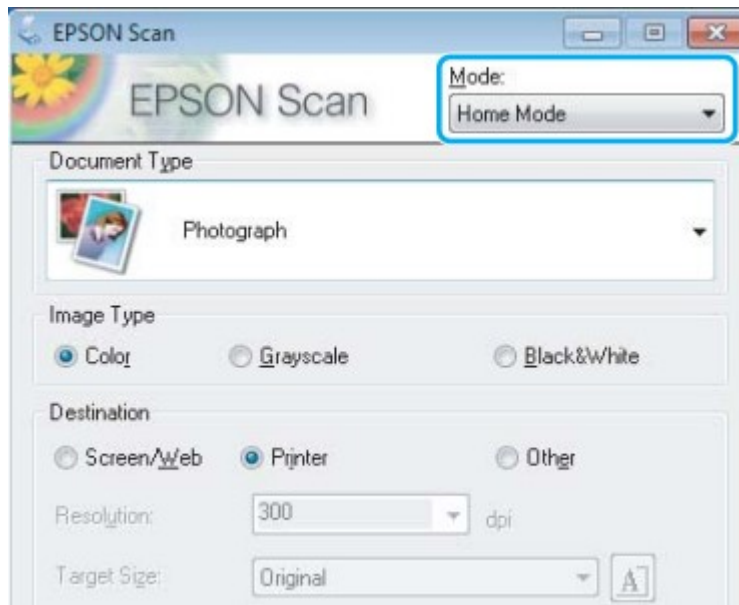 EPSON Scan
EPSON Scan
Mode:
Home Mode
Document Type
Photograph
Image Type
Color Grayscale Black&White
Destination
Screen/Web Printer Other
Resolution: 300 dpi
Target Size: Original A